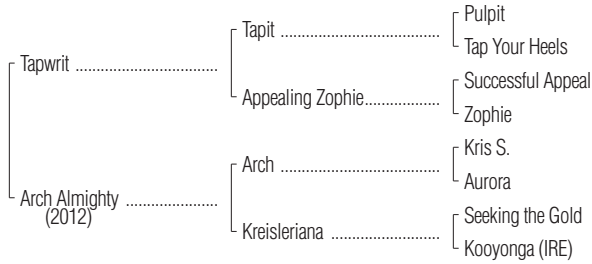 Pulpit
Tapit ........................................
Tap Your Heels
Tapwrit ...........................................
Successful Appeal
Appealing Zophie......................
Zophie
Kris S.
Arch ........................................
Aurora
Arch Almighty ............................
(2012)
Seeking the Gold
Kreisleriana ................................
Kooyonga (IRE)